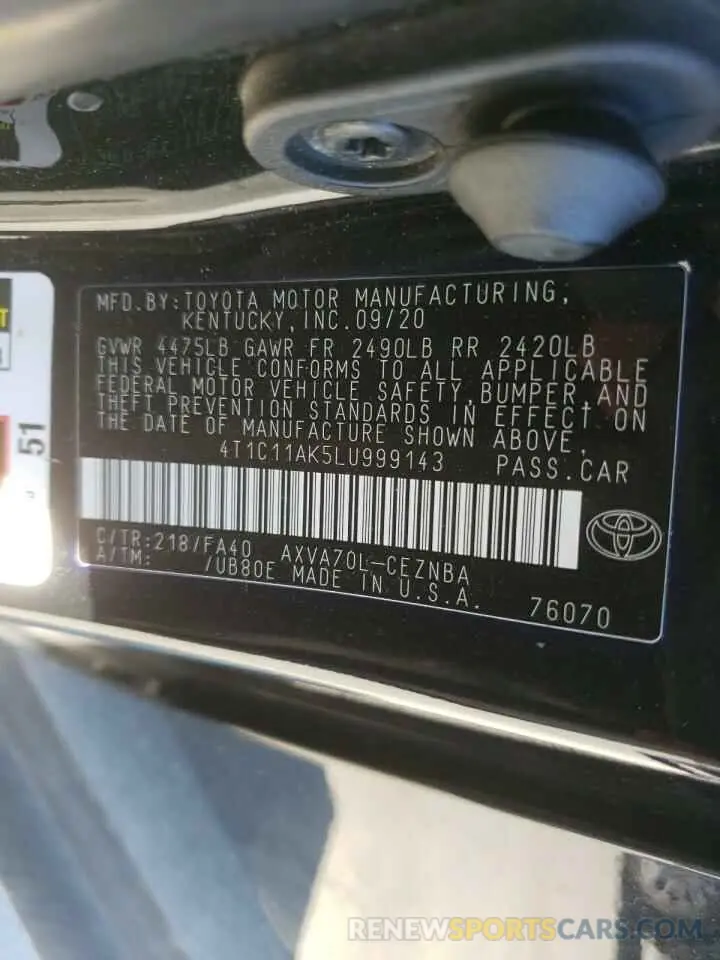 MFD.BY:TOYOTA MOTOR MANUFACTURING,
KENTUCKY,INC.09/20
GVWR 4475LB GAWR FR 2490LB RR 2420LB
THIS VEHICLE CONFORMS TO ALL APPLICABLE
FEDERAL MOTOR VEHICLE SAFETY,BUMPER,AND
THEFT PREVENTION STANDARDS IN EFFECT ON
THE DATE OF MANUFACTURE SHOWN ABOVE.
4T1C11AK5LU999143 PASS.CAR
C/TR:218/FA40 AXVA70L-CEZNBA
A/TM: /UB80E MADE IN U.S.A. 76070
51
RENEWSPORTSCARS.COM